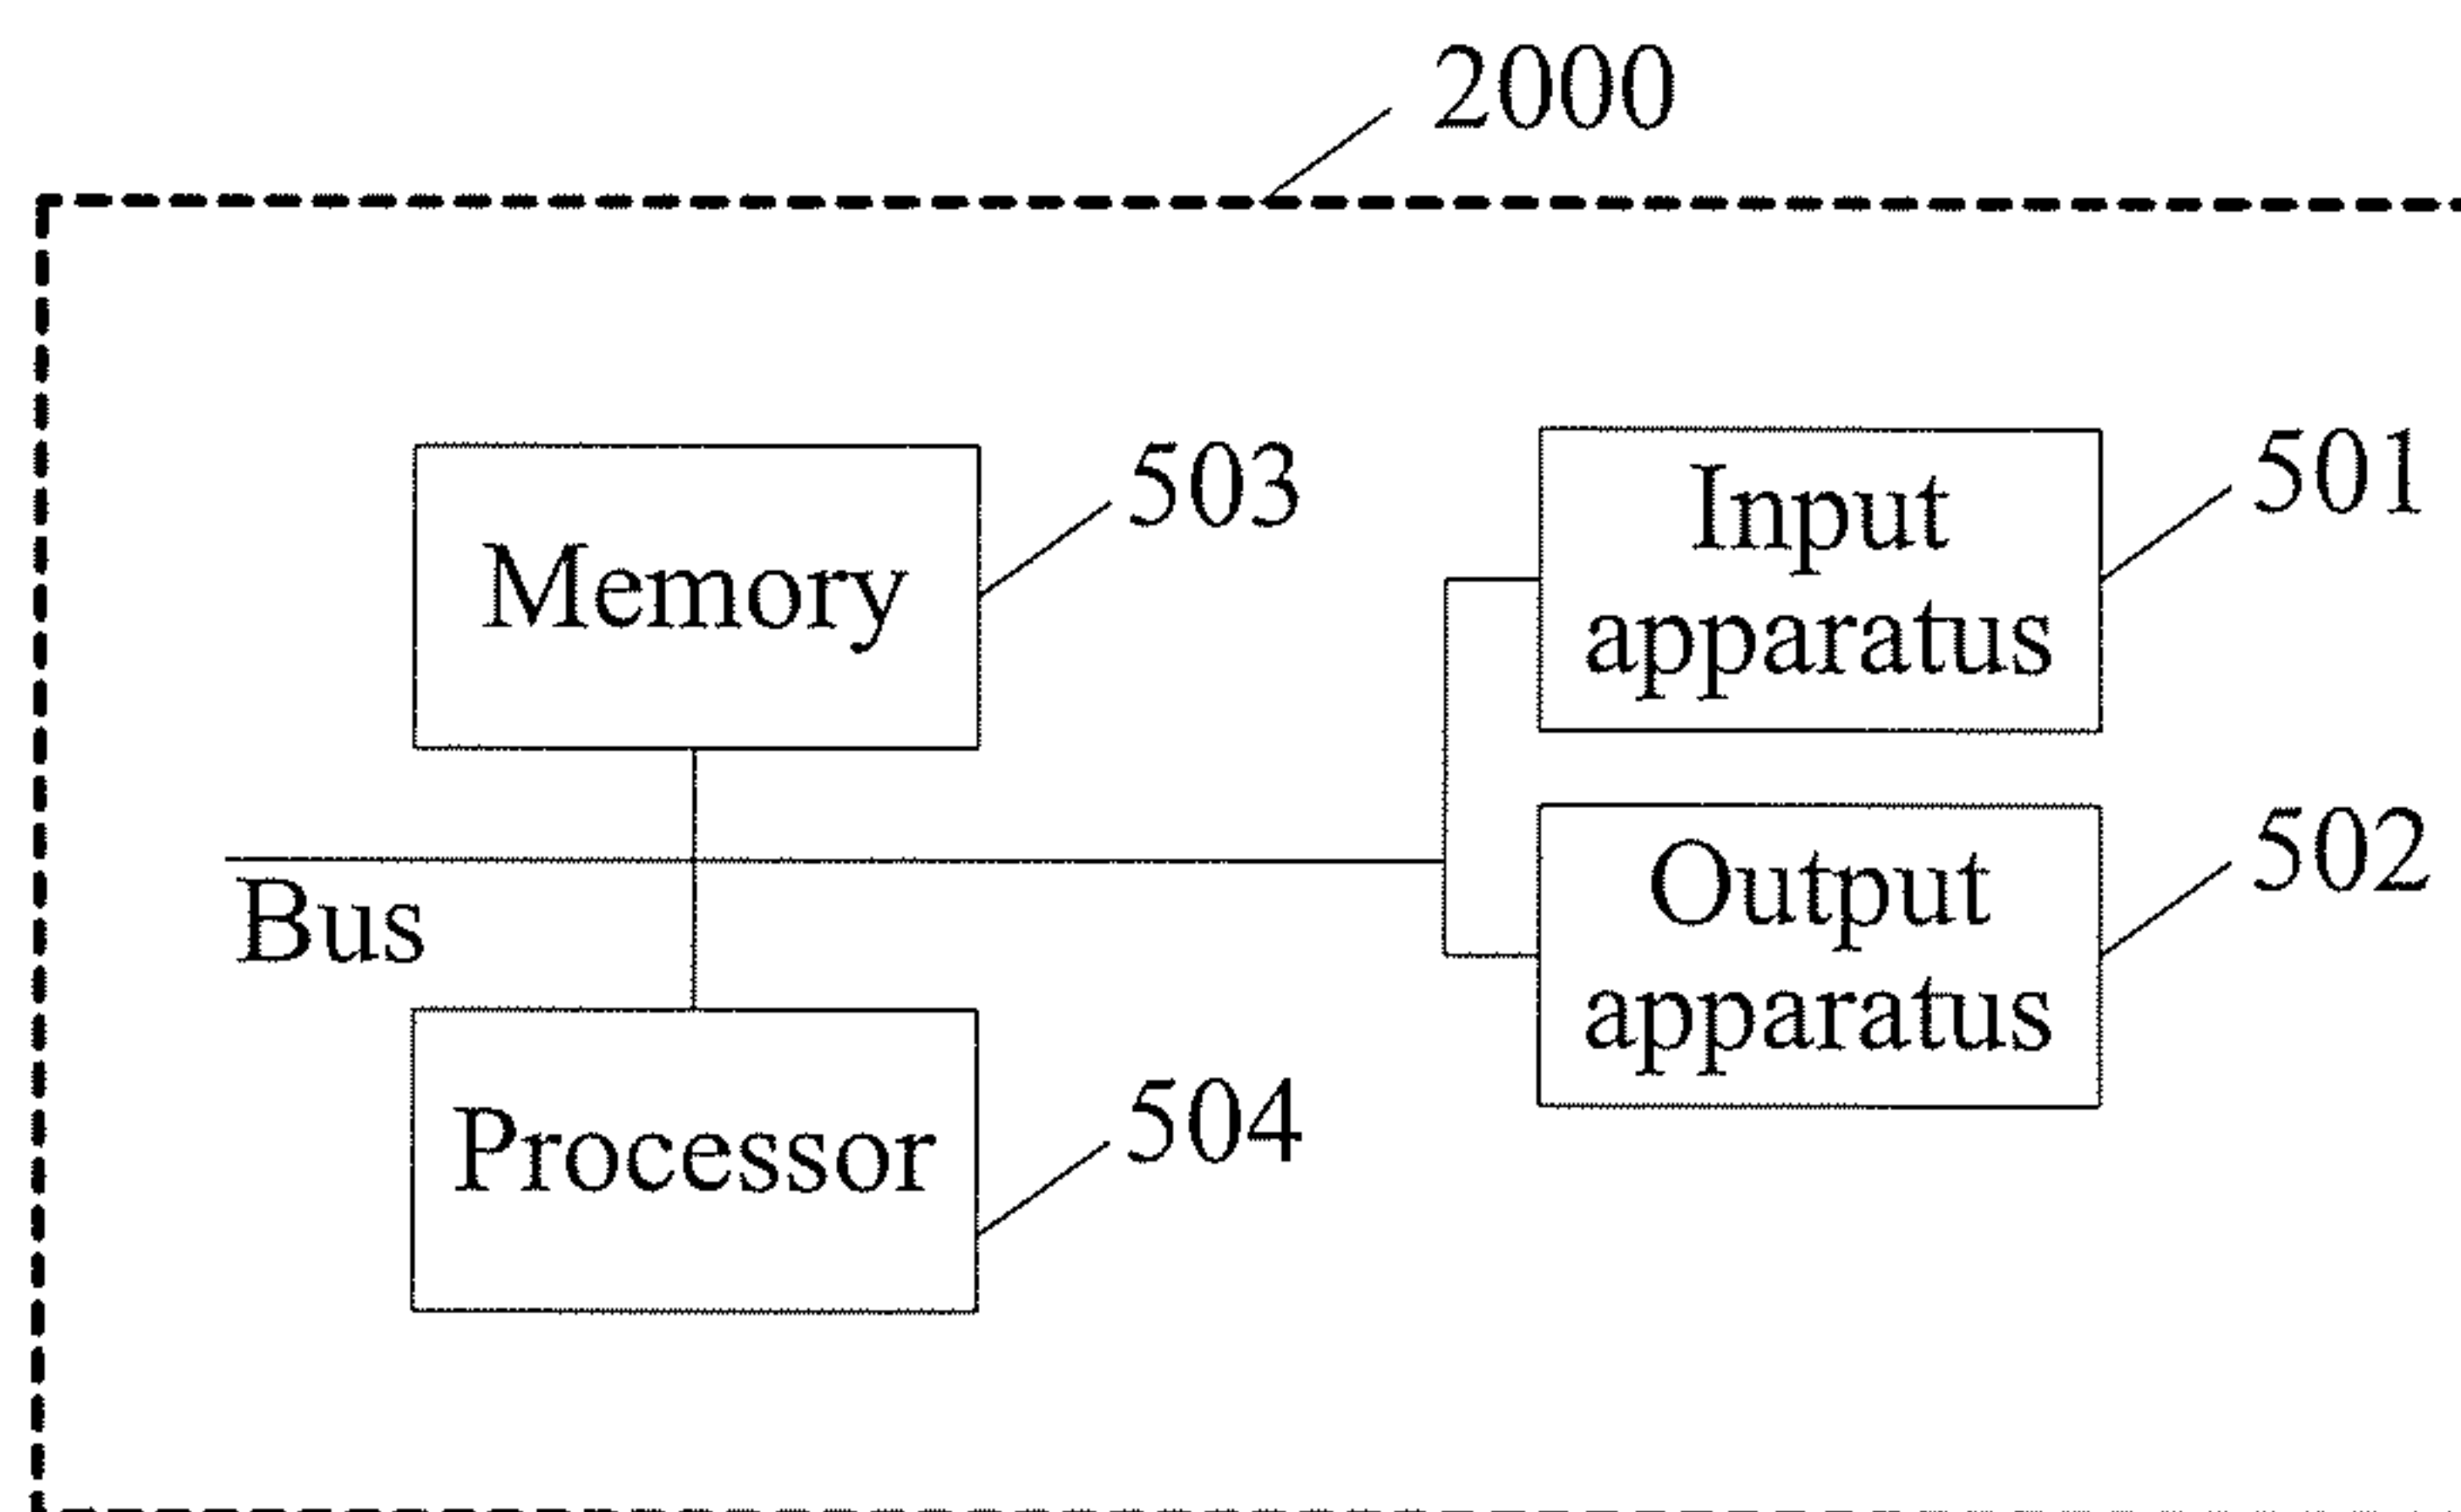 2000
503
Memory
501
Input
apparatus
Bus
502
Output
apparatus
504
Processor